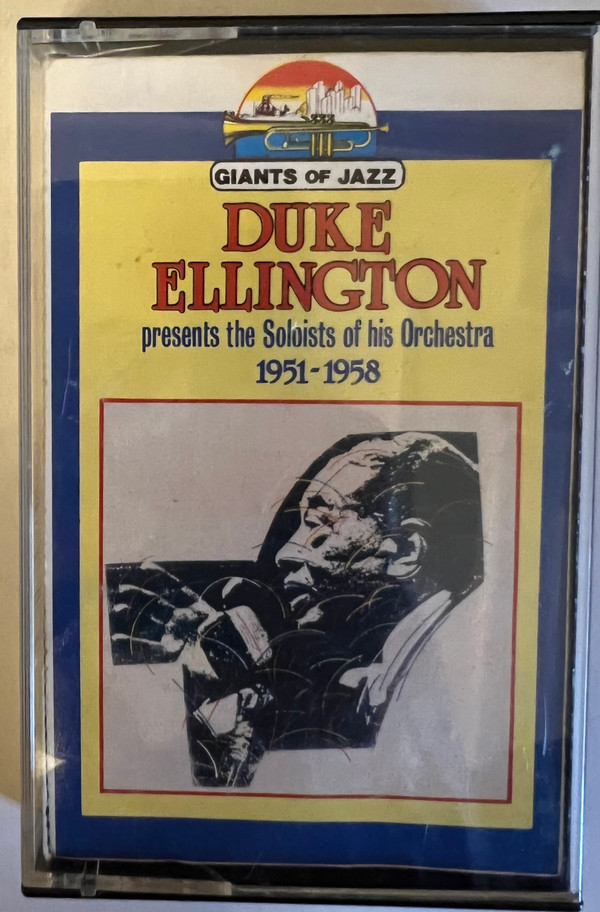 GIANTS OF JAZZ
DUKE
ELLINGTON
presents the Soloists of his Orchestra
1951-1958